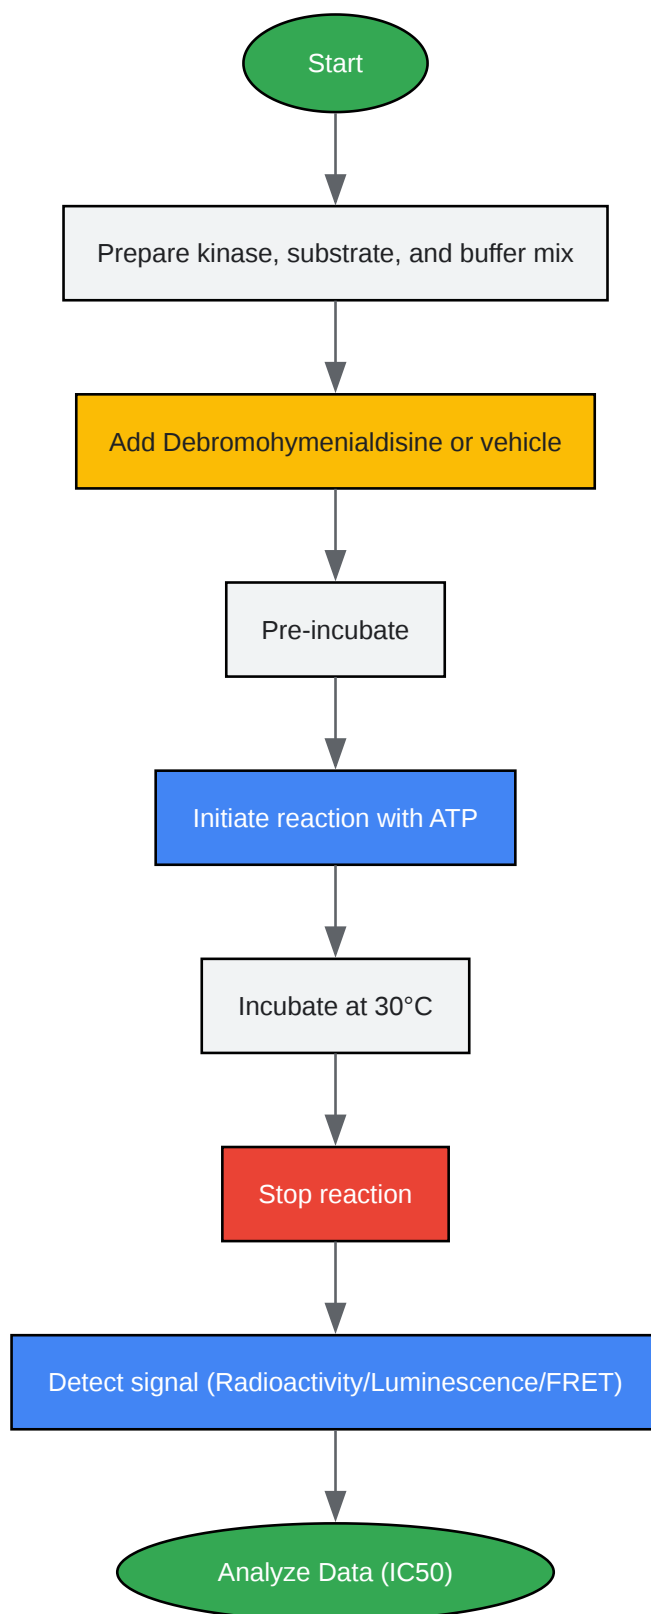 Start
Prepare kinase, substrate, and buffer mix
Add Debromohymenialdisine or vehicle
Pre-incubate
Initiate reaction with ATP
Incubate at 30°C
Stop reaction
Detect signal (Radioactivity/Luminescence/FRET)
Analyze Data (IC50)